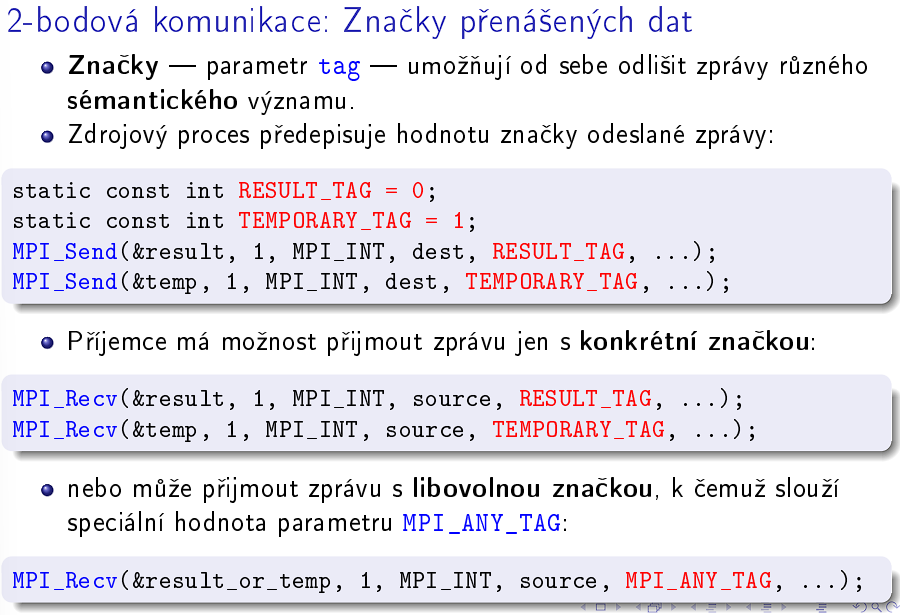 2-bodová komunikace: Značky přenášených dat
Značky — parametr tag — umožňují od sebe odlišit zprávy různého
sémantického významu.
Zdrojový proces předepisuje hodnotu značky odeslané zprávy:
static const int RESULT_TAG = 0;
static const int TEMPORARY_TAG = 1;
MPI_Send(&result, 1, MPI_INT, dest, RESULT_TAG, ...);
MPI_Send(&temp, 1, MPI_INT, dest, TEMPORARY_TAG, ...);
Příjemce má možnost přijmout zprávu jen s konkrétní značkou:
MPI_Recv(&result, 1, MPI_INT, source, RESULT_TAG, ...);
MPI_Recv(&temp, 1, MPI_INT, source, TEMPORARY_TAG, ...);
nebo může přijmout zprávu s libovolnou značkou, k čemuž slouží
speciální hodnota parametru MPI_ANY_TAG:
MPI_Recv(&result_or_temp, 1, MPI_INT, source, MPI_ANY_TAG, ...);